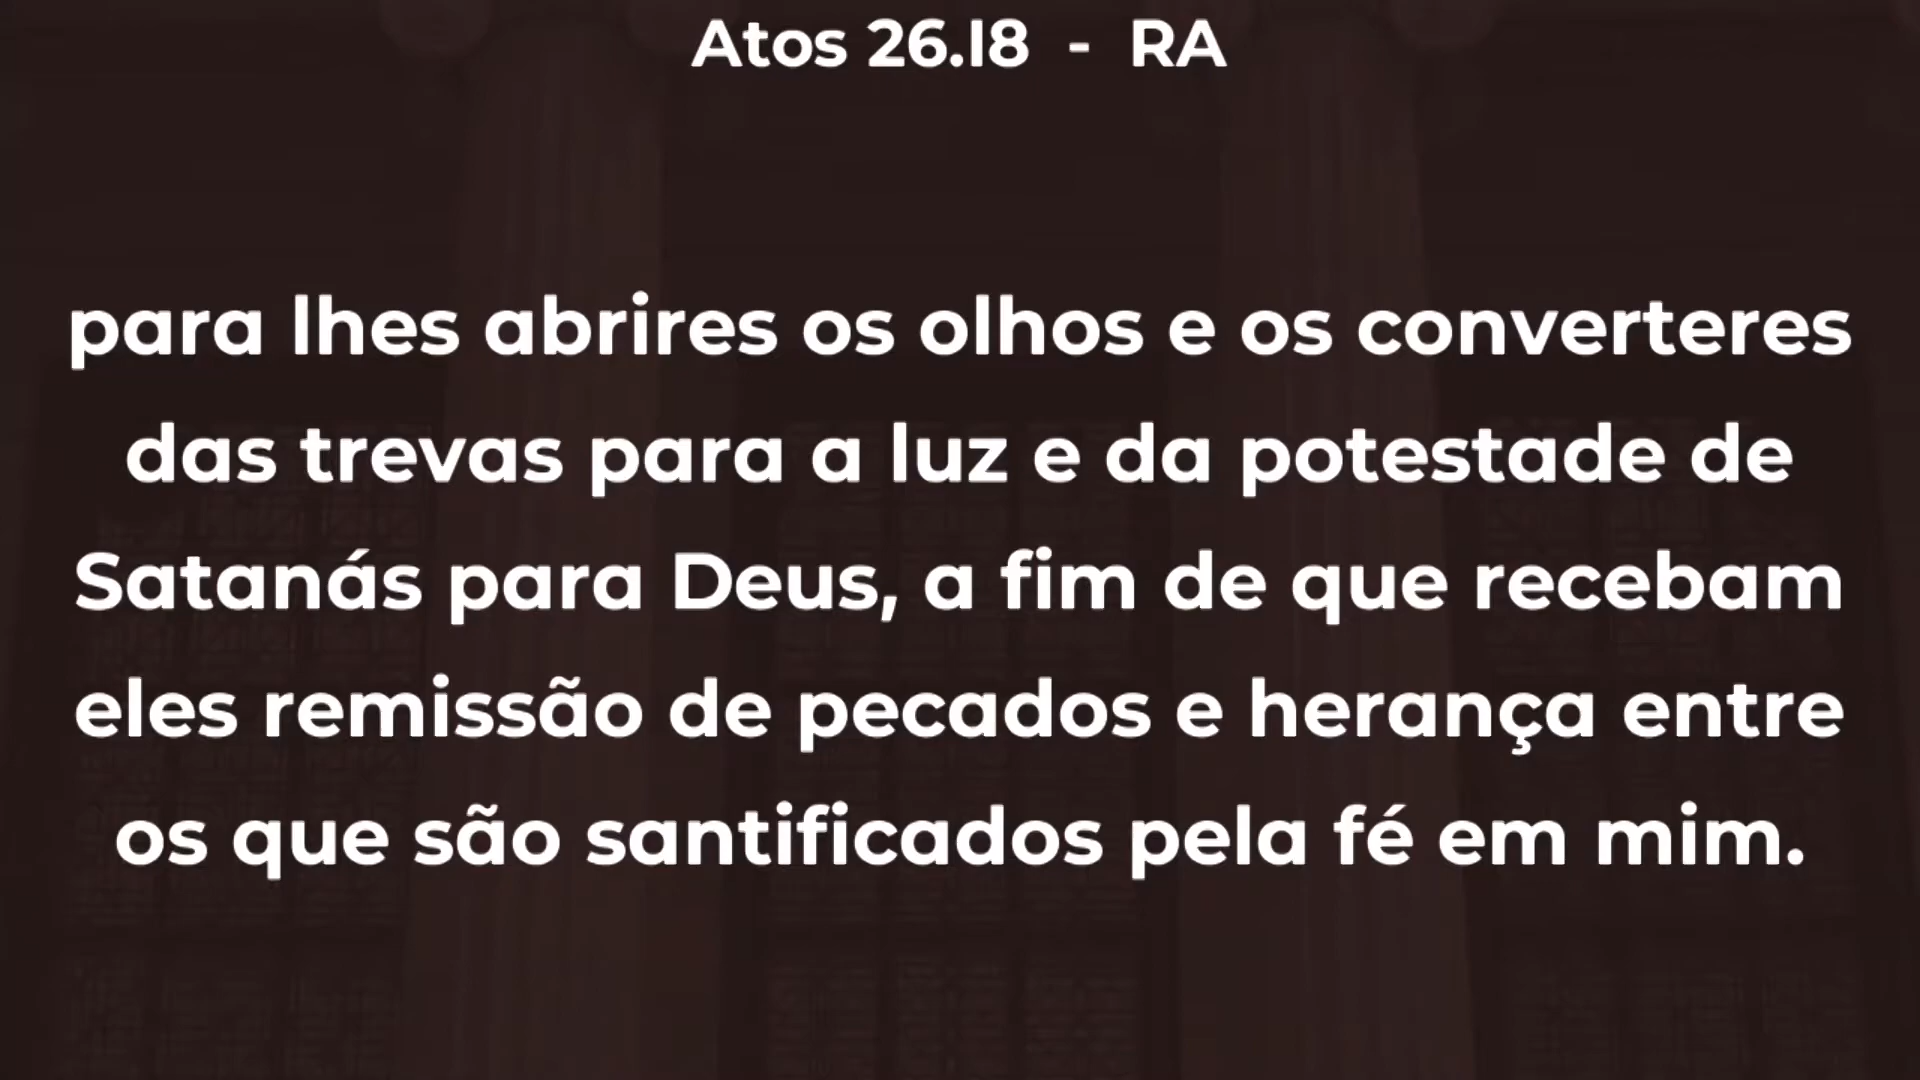 Atos 26.18 - RA
para lhes abrires os olhos e os converteres
das trevas para a luz e da potestade de
Satanás para Deus, a fim de que recebam
eles remissão de pecados e herança entre
os que são santificados pela fé em mim.